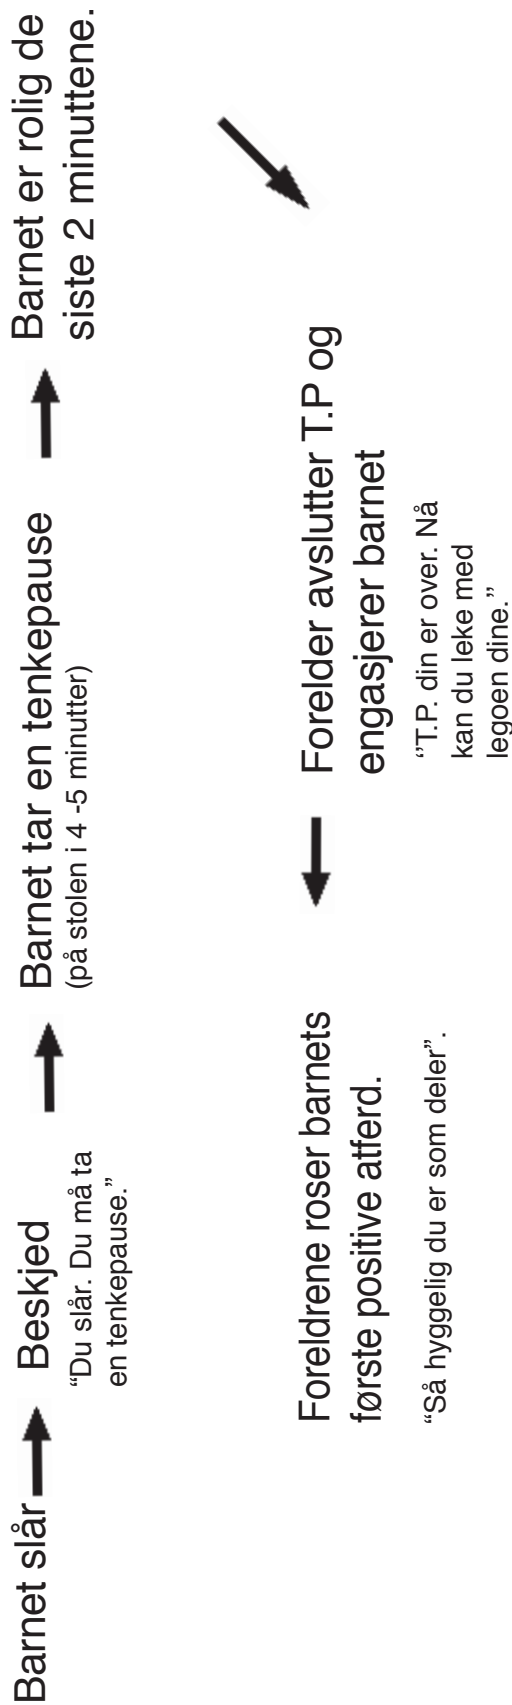 Barnet slår
Beskjed
“Du slår. Du må ta
en tenkepause.”
Barnet tar en tenkepause
(på stolen i 4 -5 minutter)
Barnet er rolig de
siste 2 minuttene.
Forelder avslutter T.P og
engasjerer barnet
“T.P. din er over. Nå
kan du leke med
legoen dine.”
Foreldrene roser barnets
første positive atferd.
“Så hyggelig du er som deler”.